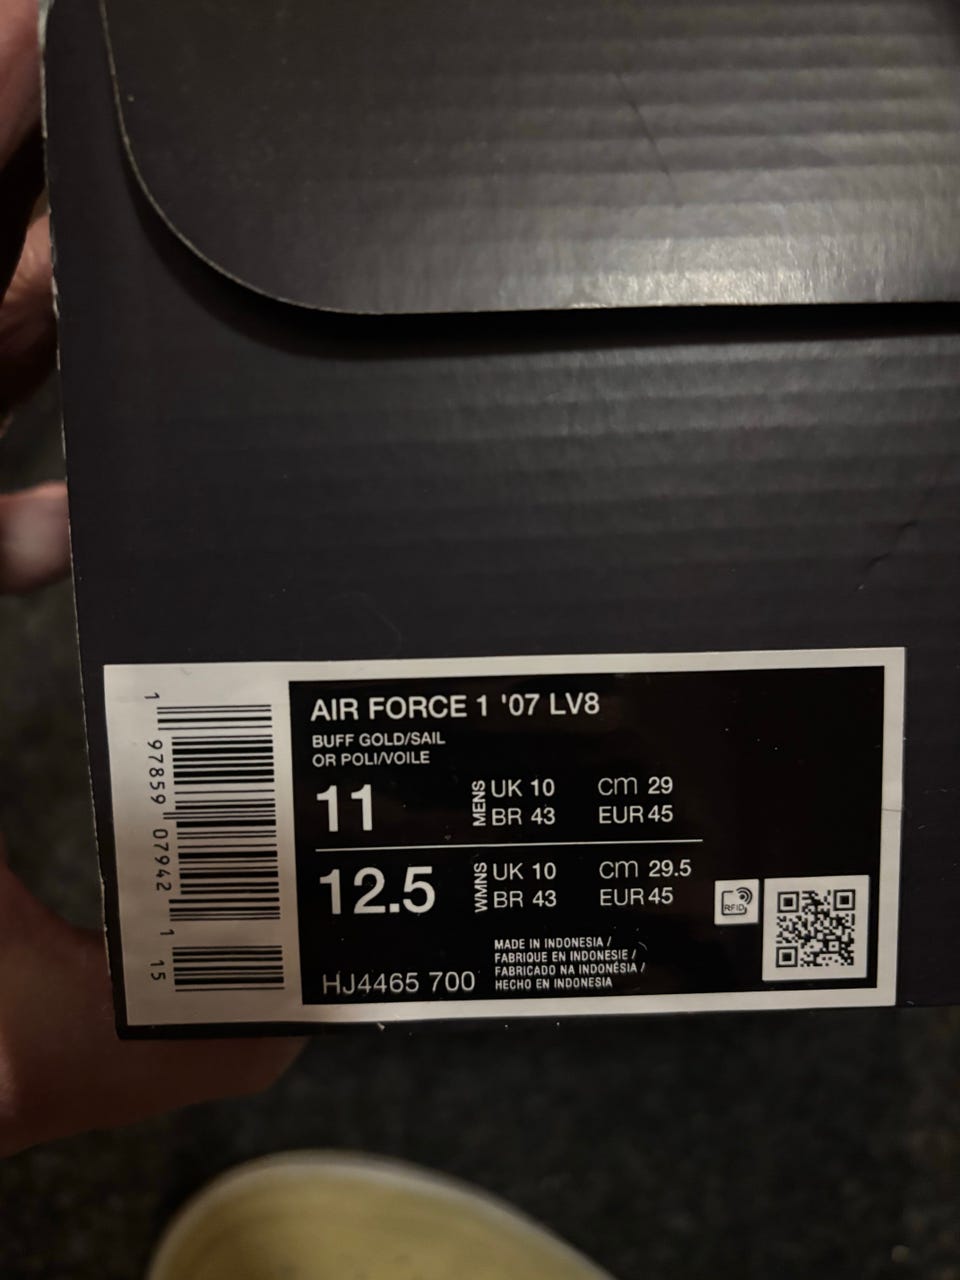 AIR FORCE 1 '07 LV8
BUFF GOLD/SAIL
OR POLI/VOILE
11 MENS UK 10 cm 29
BR 43 EUR 45
12.5 WMNS UK 10 cm 29.5
BR 43 EUR 45
RFID
MADE IN INDONESIA /
FABRIQUE EN INDONESIE /
FABRICADO NA INDONÉSIA /
HECHO EN INDONESIA
HJ4465 700
1 97859 07942 1 15